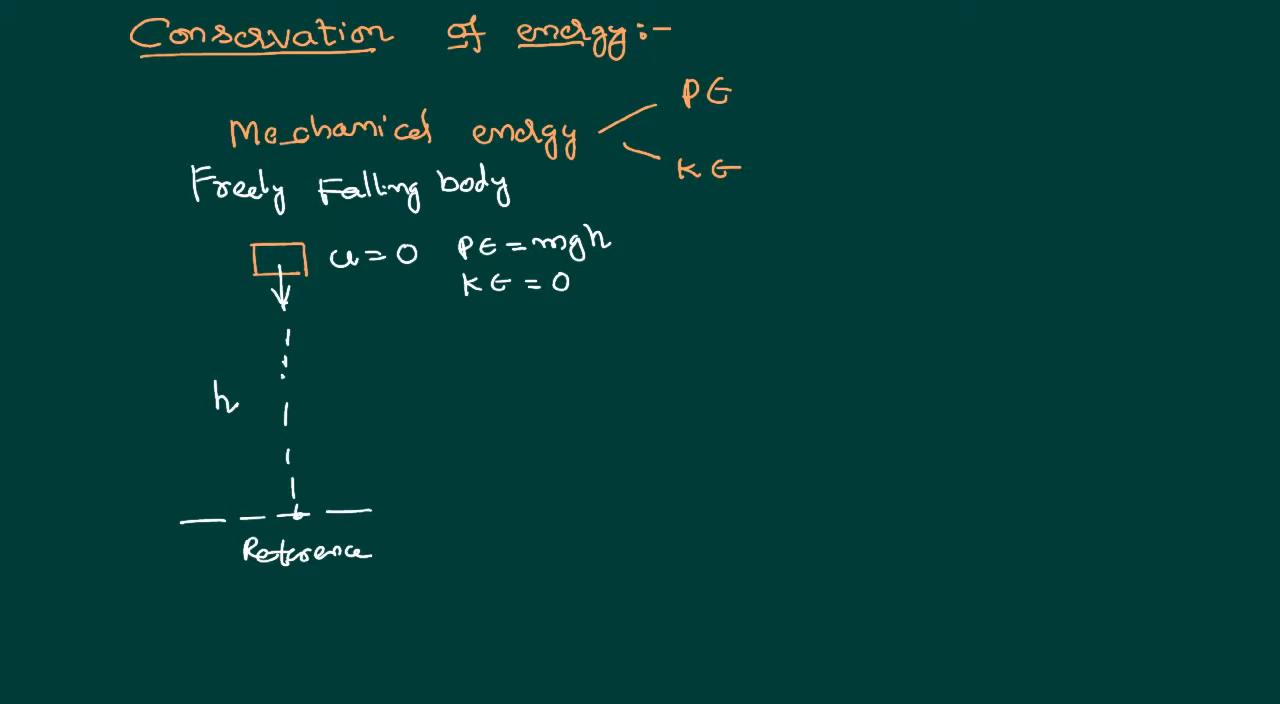 Conservation of energy:-
PE
Mechanical energy
KE
Freely Falling body
u = 0 PE = mgh
KE = 0
h
Reference